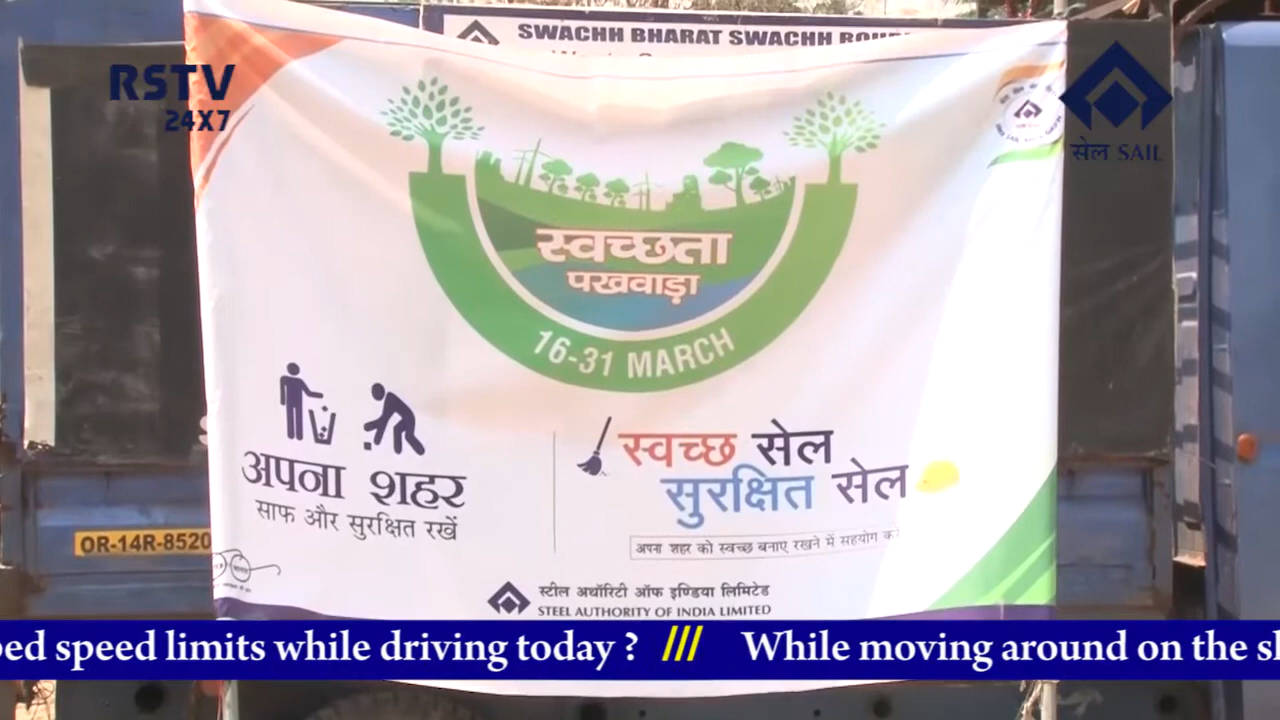 SWACHH BHARAT SWACHH
RSTV
24X7
सेल SAIL
स्वच्छता
पखवाड़ा
16-31 MARCH
अपना शहर
साफ और सुरक्षित रखें
स्वच्छ सेल
सुरक्षित सेल
अपना शहर को स्वच्छ बनाए रखने में सहयोग
OR-14R-8520
स्टील अथॉरिटी ऑफ इण्डिया लिमिटेड
STEEL AUTHORITY OF INDIA LIMITED
speed limits while driving today ? /// While moving around on the